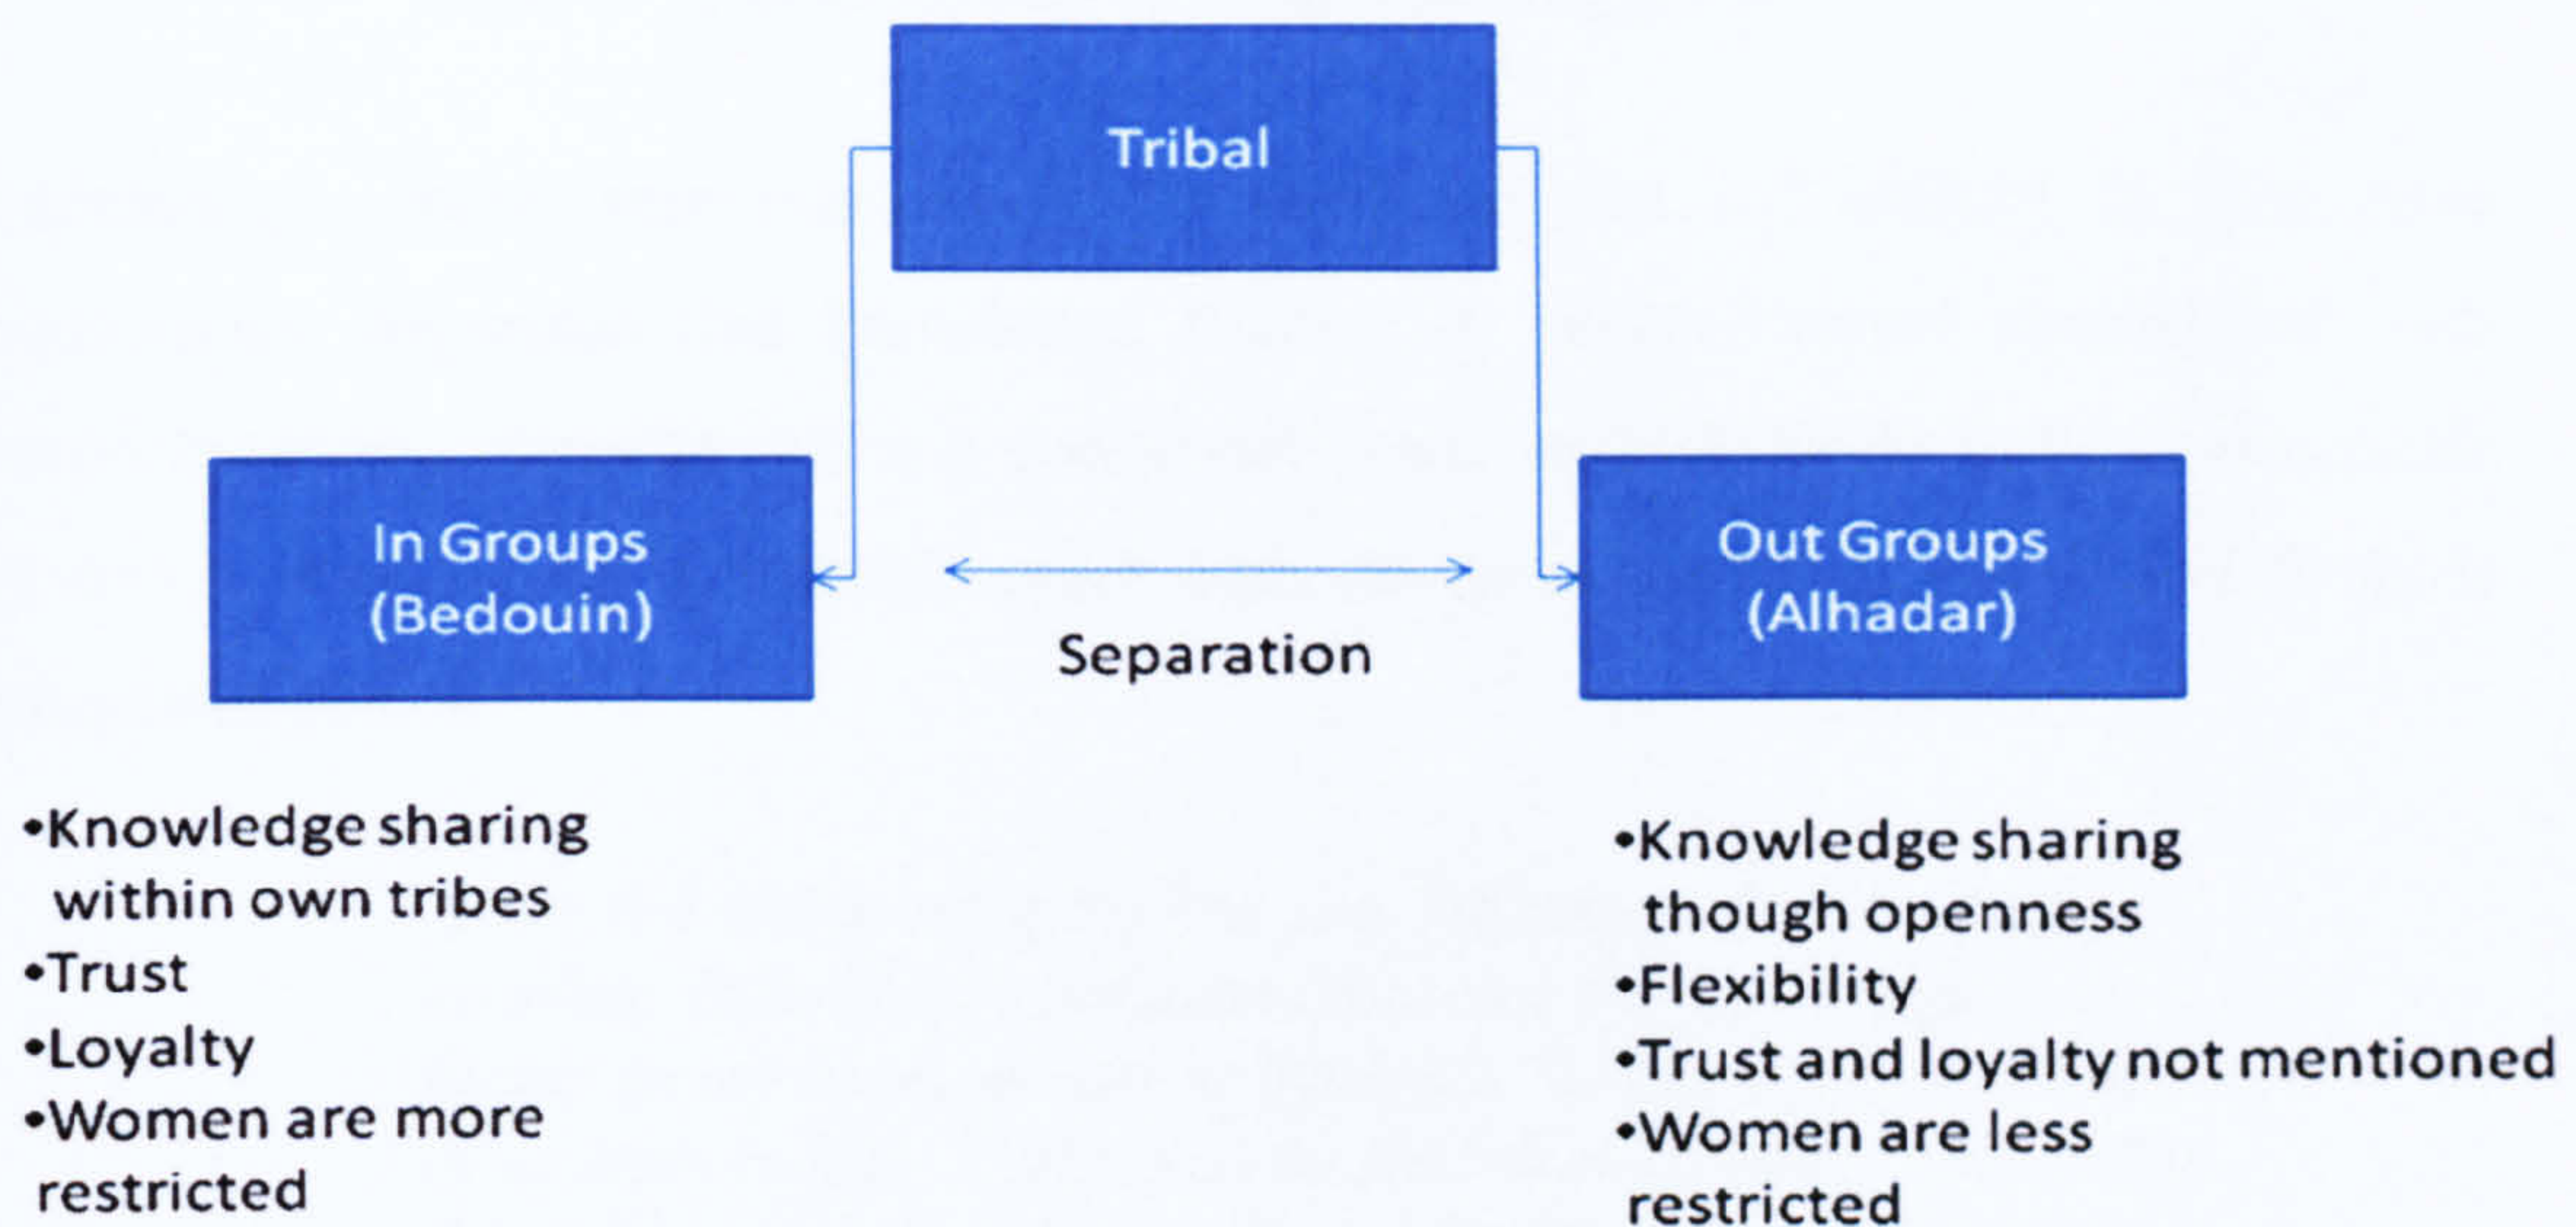 Tribal
In Groups
(Bedouin)
Separation
Out Groups
(Alhadar)
•Knowledge sharing
within own tribes
•Trust
•Loyalty
•Women are more
restricted
•Knowledge sharing
though openness
•Flexibility
•Trust and loyalty not mentioned
•Women are less
restricted